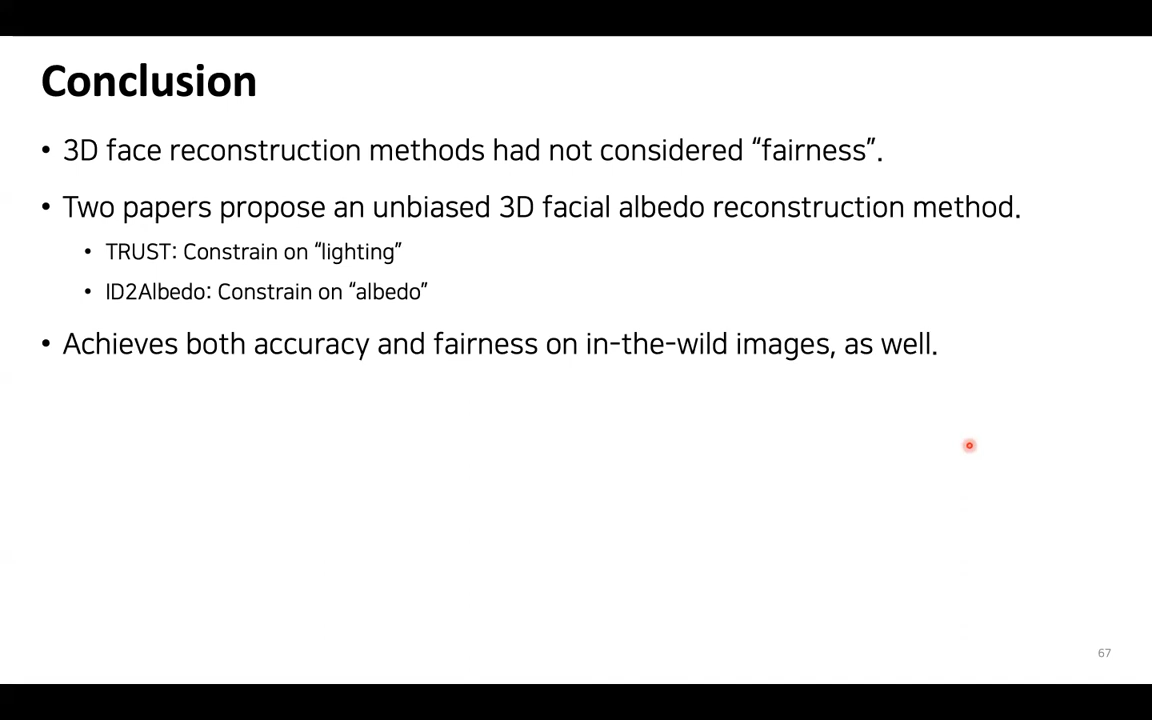 Conclusion
• 3D face reconstruction methods had not considered “fairness”.
• Two papers propose an unbiased 3D facial albedo reconstruction method.
• TRUST: Constrain on “lighting”
• ID2Albedo: Constrain on “albedo”
• Achieves both accuracy and fairness on in-the-wild images, as well.
67